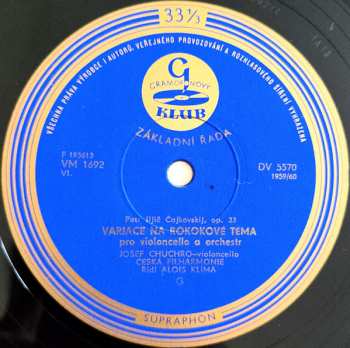 33⅓
VŠECHNA PRÁVA VÝROBCE I AUTORŮ, VEŘEJNÉHO PROVOZOVÁNÍ A ROZHLASOVÉHO ŠÍŘENÍ VYHRAZENA
G
GRAMOFONOVÝ
KLUB
ZÁKLADNÍ ŘADA
F 195613
VM 1692
VI.
DV 5570
1959/60
Petr Iljič Čajkovskij, op. 33
VARIACE NA ROKOKOVÉ TEMA
pro violoncello a orchestr
JOSEF CHUCHRO—violoncello
ČESKÁ FILHARMONIE
Řídí ALOIS KLÍMA
G
SUPRAPHON